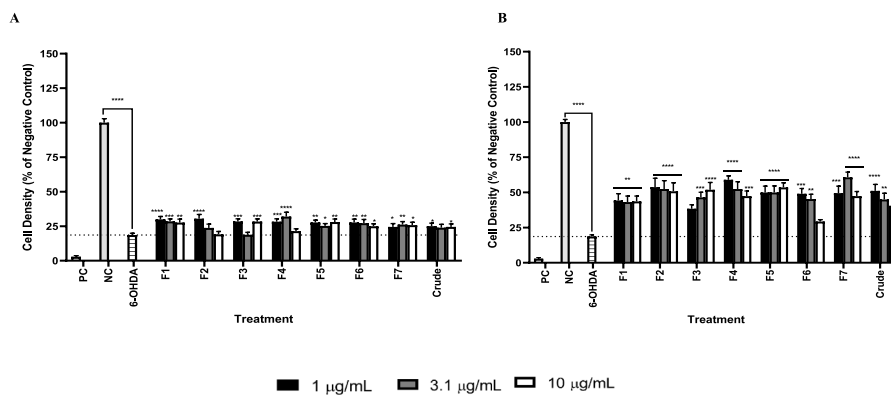 A
B
150
125
100
75
50
25
0
Cell Density (% of Negative Control)
****
**** *** ** **** *** *** *** **** ** * ** ** ** * * ** * * *
PC
NC
6-OHDA
F1
F2
F3
F4
F5
F6
F7
Crude
Treatment
150
125
100
75
50
25
0
Cell Density (% of Negative Control)
****
** **** *** **** **** *** **** *** ** *** **** **** **
PC
NC
6-OHDA
F1
F2
F3
F4
F5
F6
F7
Crude
Treatment
1 μg/mL 3.1 μg/mL 10 μg/mL